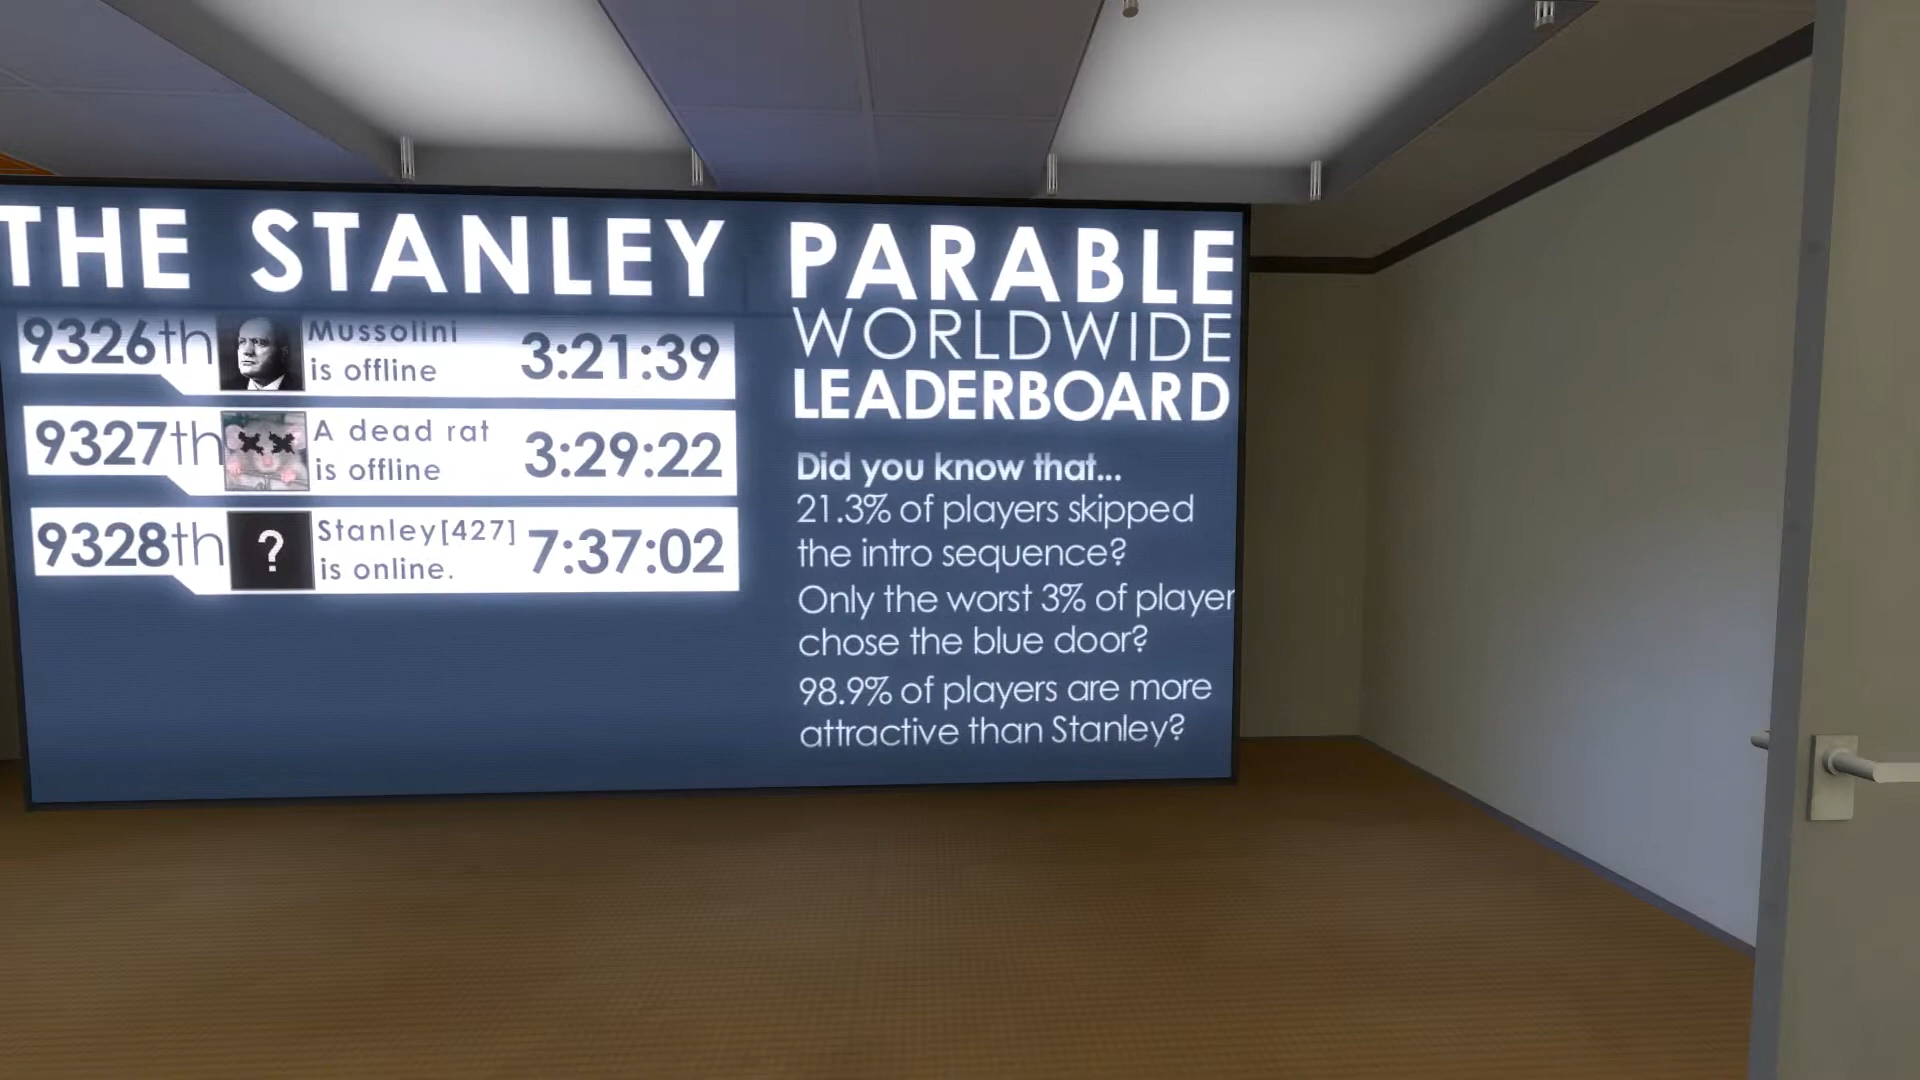 THE STANLEY PARABLE
WORLDWIDE
LEADERBOARD
9326th
Mussolini
is offline
3:21:39
9327th
A dead rat
is offline
3:29:22
9328th
?
Stanley[427]
is online.
7:37:02
Did you know that...
21.3% of players skipped
the intro sequence?
Only the worst 3% of player
chose the blue door?
98.9% of players are more
attractive than Stanley?